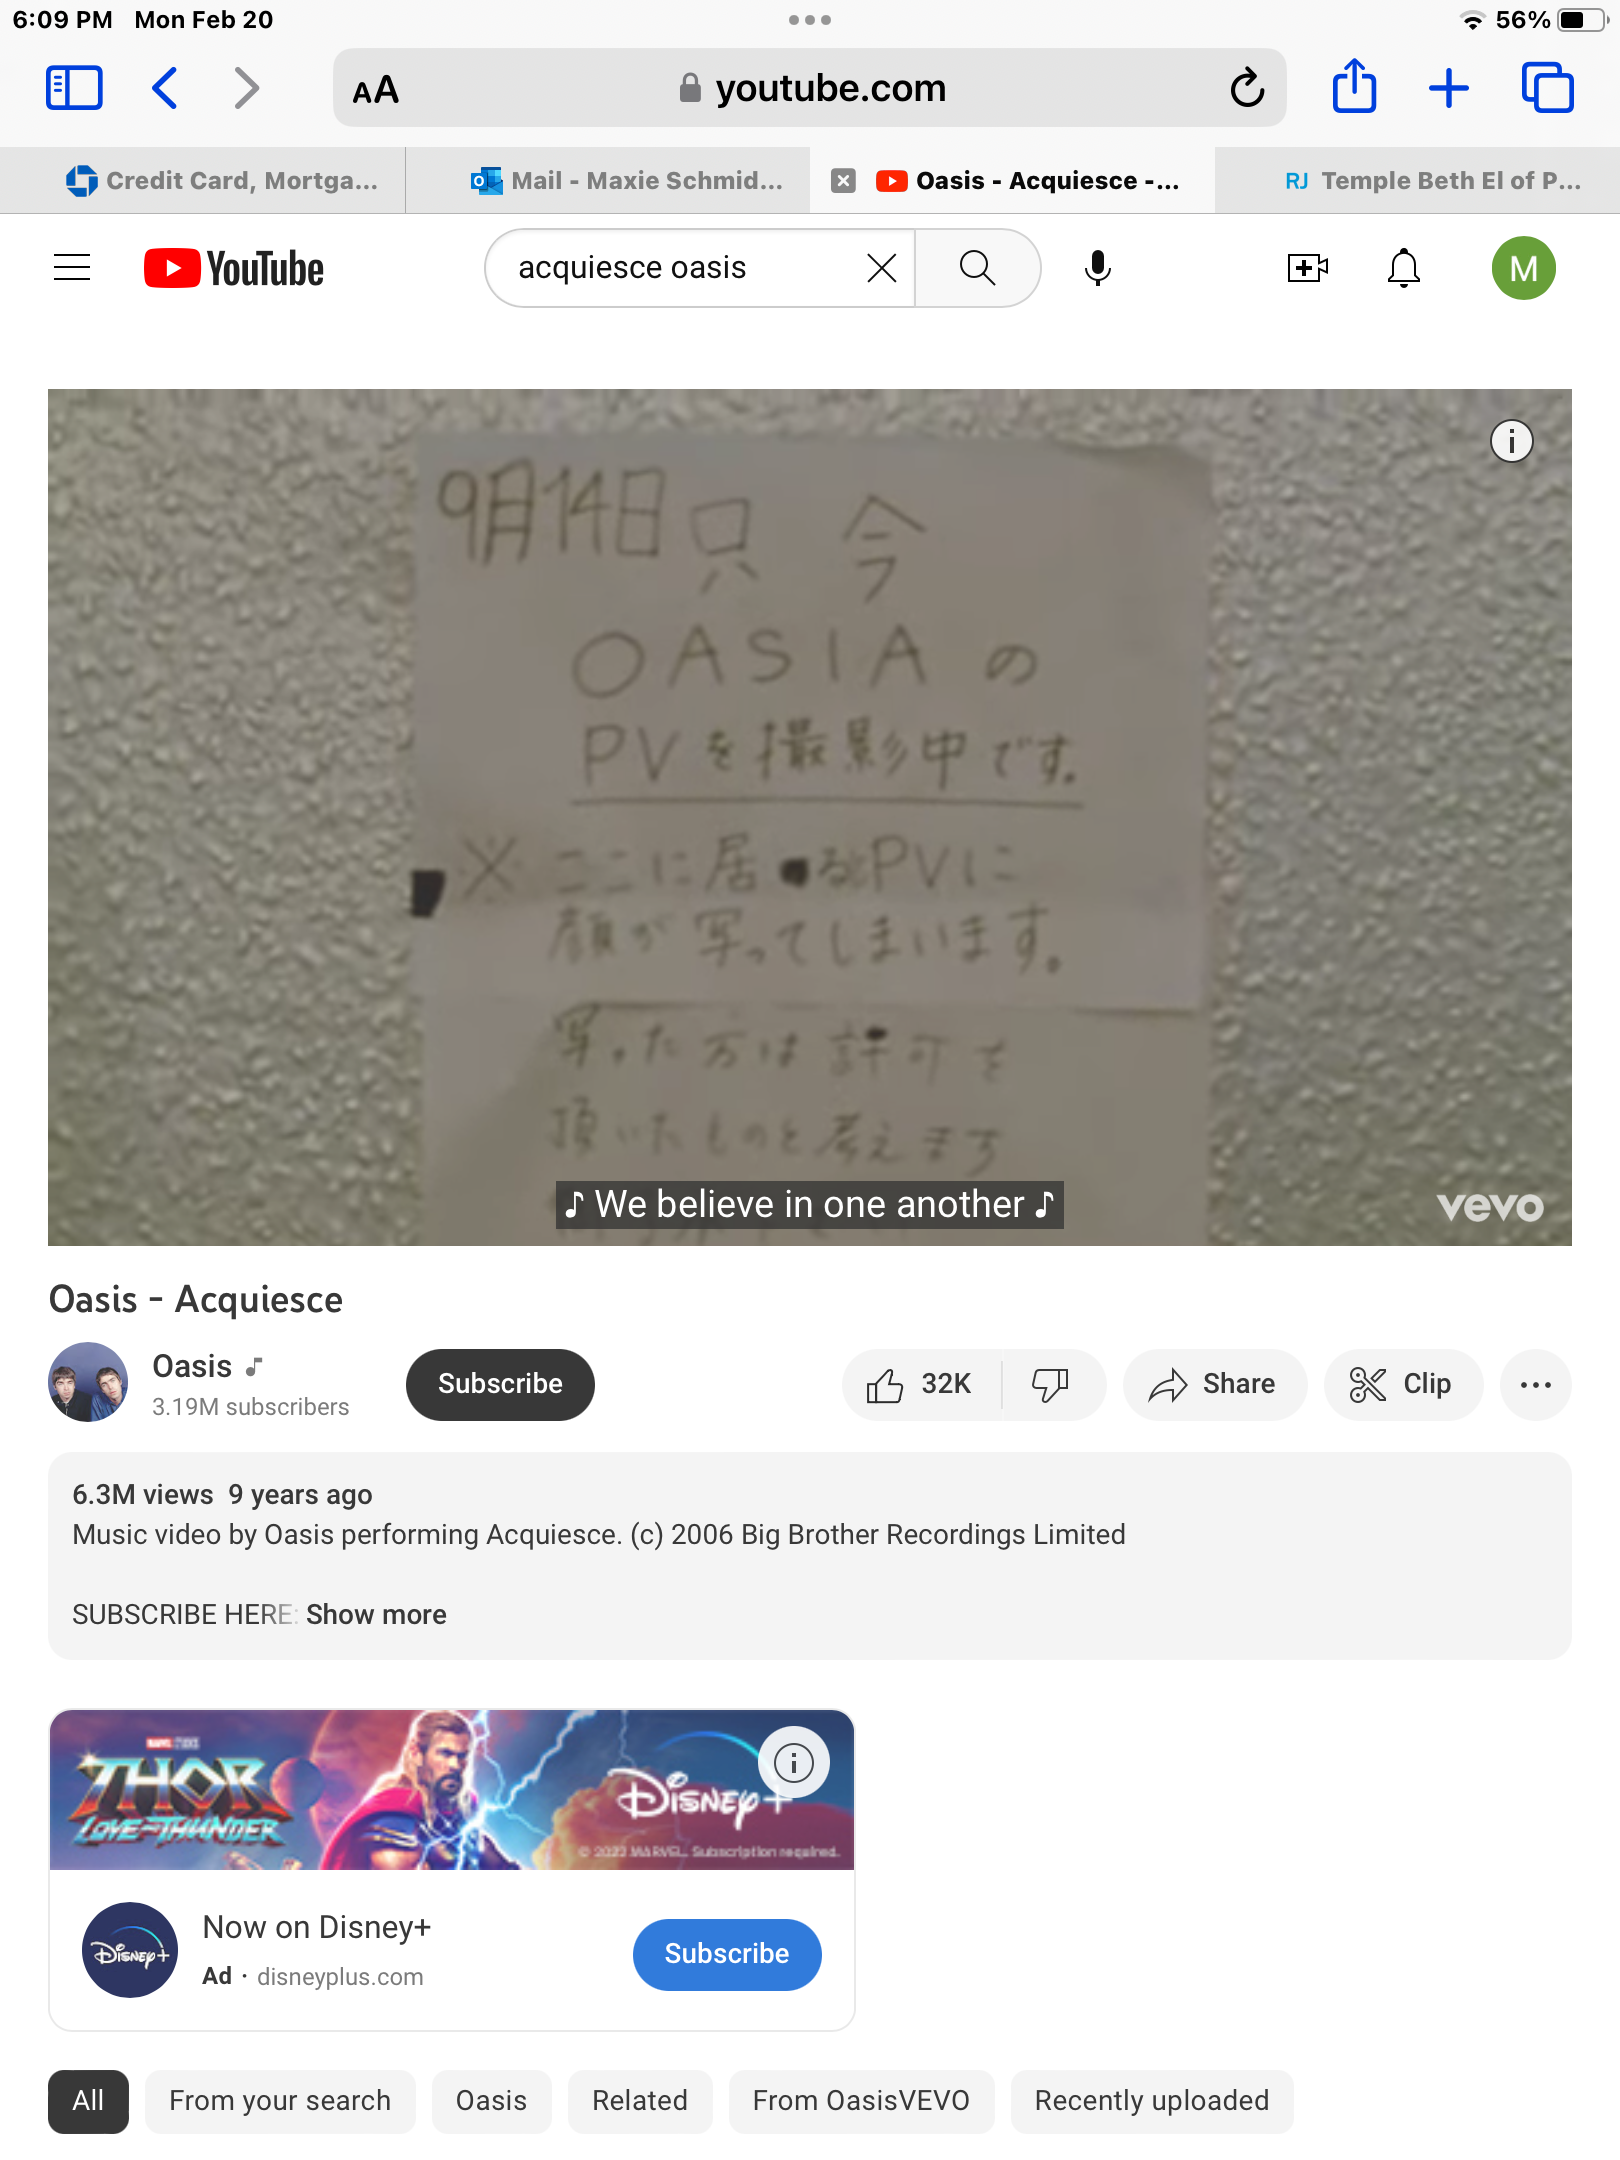 6:09 PM Mon Feb 20
56%
AA
youtube.com
Credit Card, Mortga...
Mail - Maxie Schmid...
Oasis - Acquiesce -...
RJ Temple Beth El of P...
YouTube
acquiesce oasis
M
9月14日只今
OASIAの
PVを撮影中です。
※ ここに居るとPVに
顔が写ってしまいます。
写った方は許可を
頂いたものと考えます
♪ We believe in one another ♪
vevo
Oasis - Acquiesce
Oasis
3.19M subscribers
Subscribe
32K
Share
Clip
6.3M views 9 years ago
Music video by Oasis performing Acquiesce. (c) 2006 Big Brother Recordings Limited
SUBSCRIBE HERE: Show more
THOR
LOVE AND THUNDER
Disney+
© 2022 MARVEL. Subscription required.
Disney+
Now on Disney+
Ad · disneyplus.com
Subscribe
All
From your search
Oasis
Related
From OasisVEVO
Recently uploaded